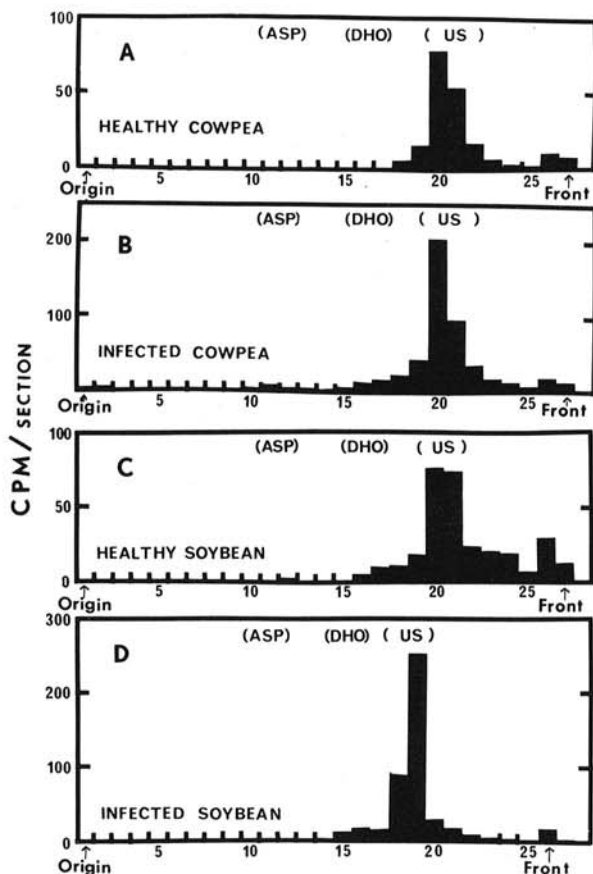 CPM/SECTION
100
(ASP) (DHO) ( US )
A
50
HEALTHY COWPEA
0
5 10 15 20 25
Origin Front
200
(ASP) (DHO) ( US )
B
100
INFECTED COWPEA
0
5 10 15 20 25
Origin Front
100
(ASP) (DHO) ( US )
C
50
HEALTHY SOYBEAN
0
5 10 15 20 25
Origin Front
300
(ASP) (DHO) ( US )
D
200
100
INFECTED SOYBEAN
0
5 10 15 20 25
Origin Front